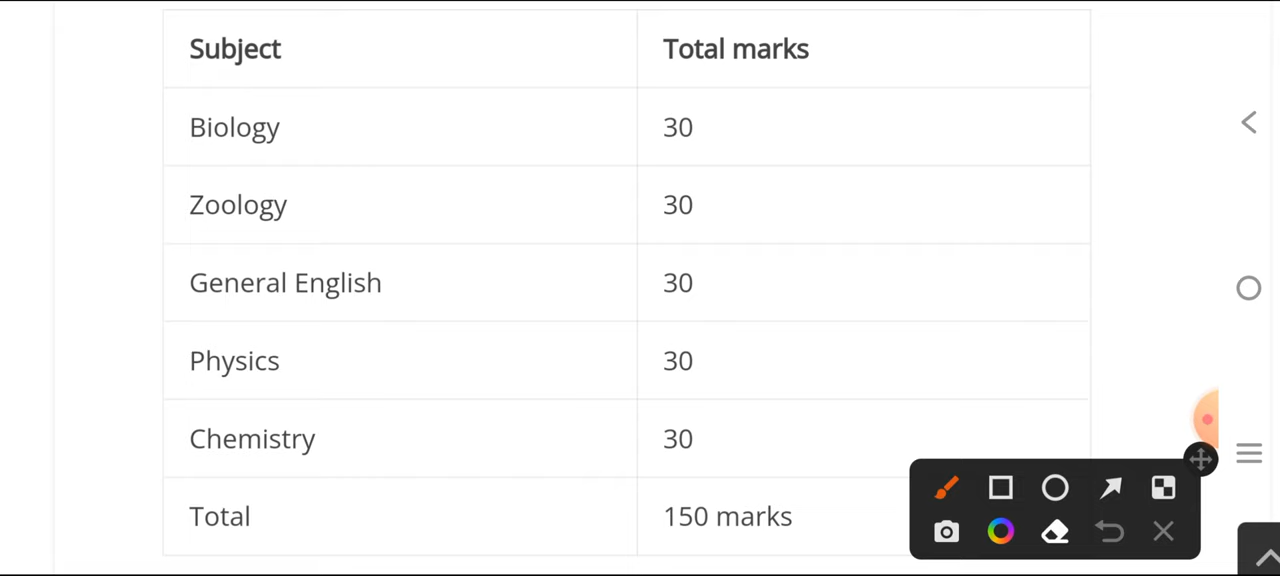 Subject Total marks
Biology 30
Zoology 30
General English 30
Physics 30
Chemistry 30
Total 150 marks